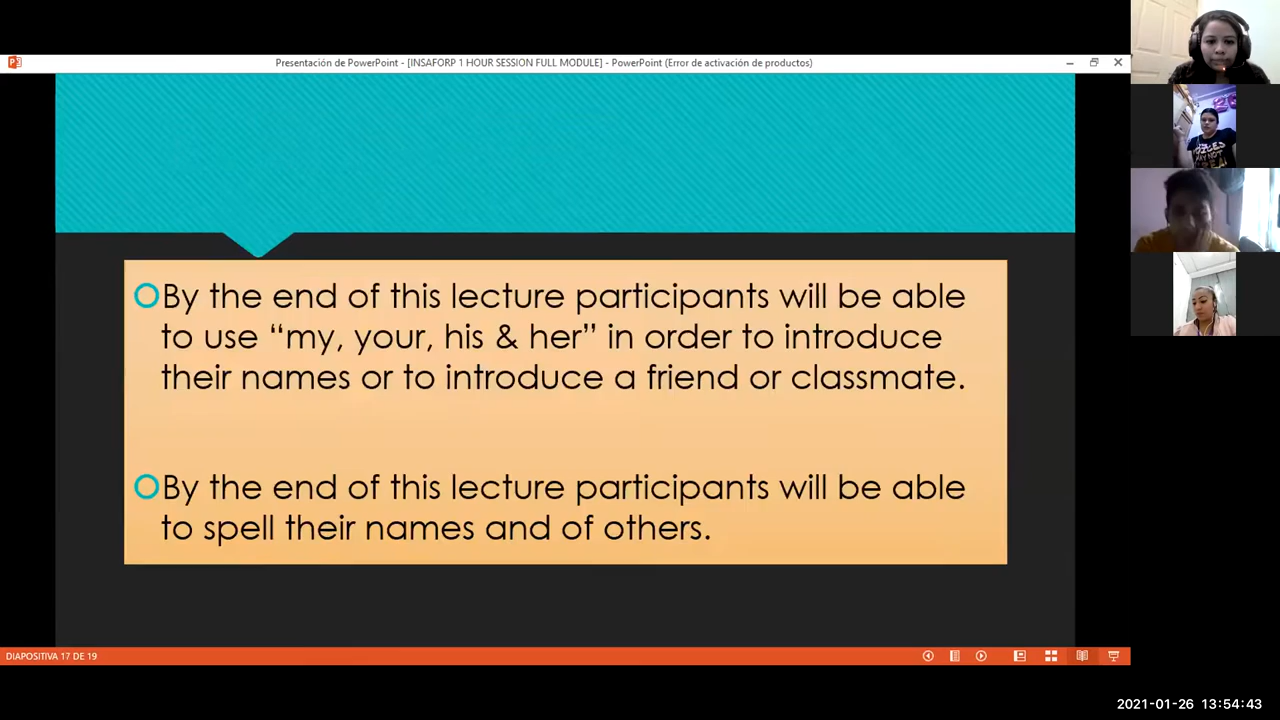 Presentación de PowerPoint - [INSAFORP 1 HOUR SESSION FULL MODULE] - PowerPoint (Error de activación de productos)
By the end of this lecture participants will be able
to use “my, your, his & her” in order to introduce
their names or to introduce a friend or classmate.
By the end of this lecture participants will be able
to spell their names and of others.
DIAPOSITIVA 17 DE 19
2021-01-26 13:54:43